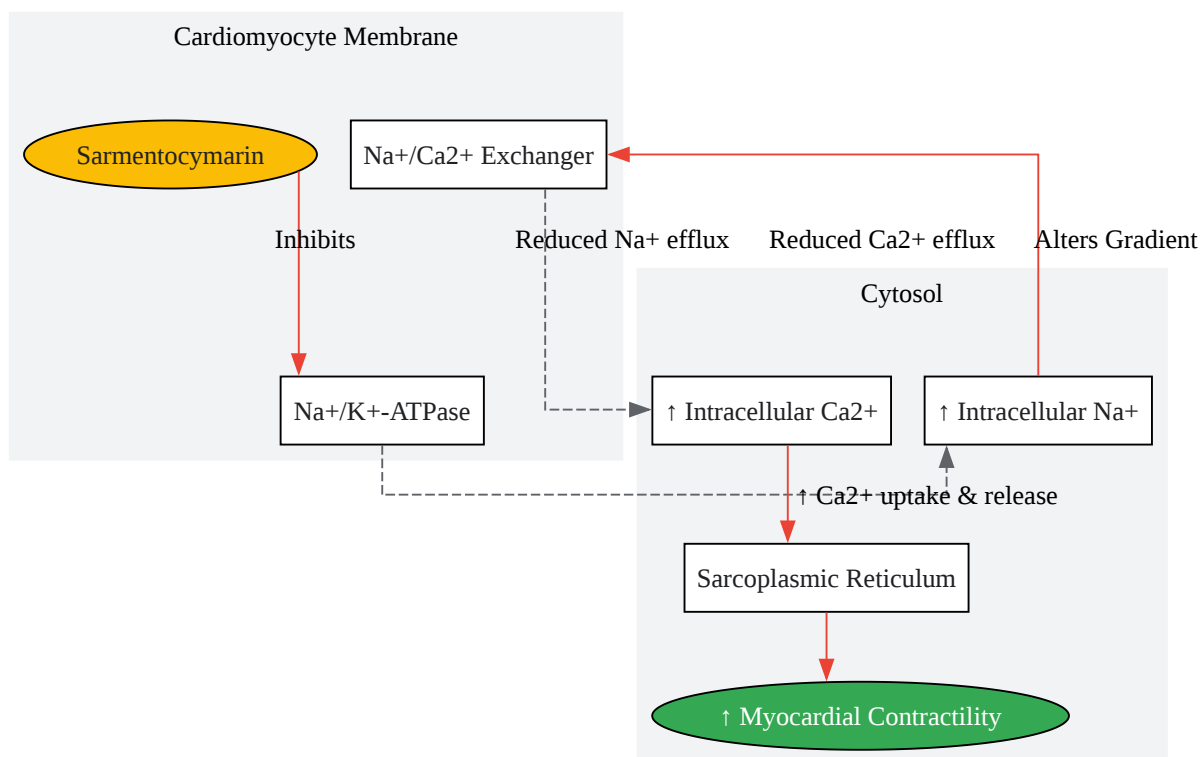 Cardiomyocyte Membrane
Sarmentocymarin
Na+/Ca2+ Exchanger
Inhibits
Reduced Na+ efflux
Reduced Ca2+ efflux
Alters Gradient
Cytosol
Na+/K+-ATPase
↑ Intracellular Ca2+
↑ Intracellular Na+
↑ Ca2+ uptake & release
Sarcoplasmic Reticulum
↑ Myocardial Contractility